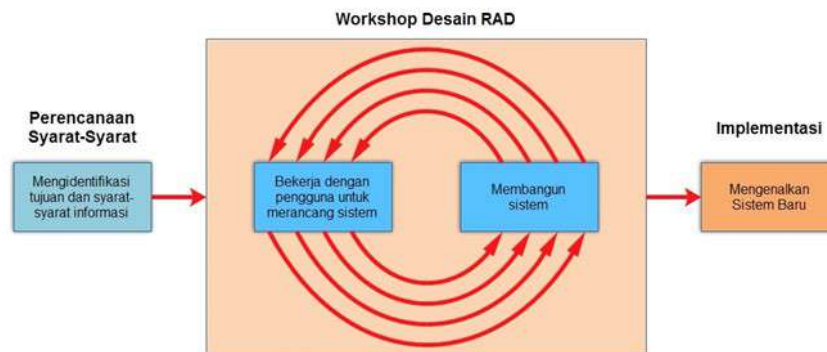 Workshop Desain RAD
Perencanaan
Syarat-Syarat
Mengidentifikasi
tujuan dan syarat-
syarat informasi
Bekerja dengan
pengguna untuk
merancang sistem
Membangun
sistem
Implementasi
Mengenalkan
Sistem Baru